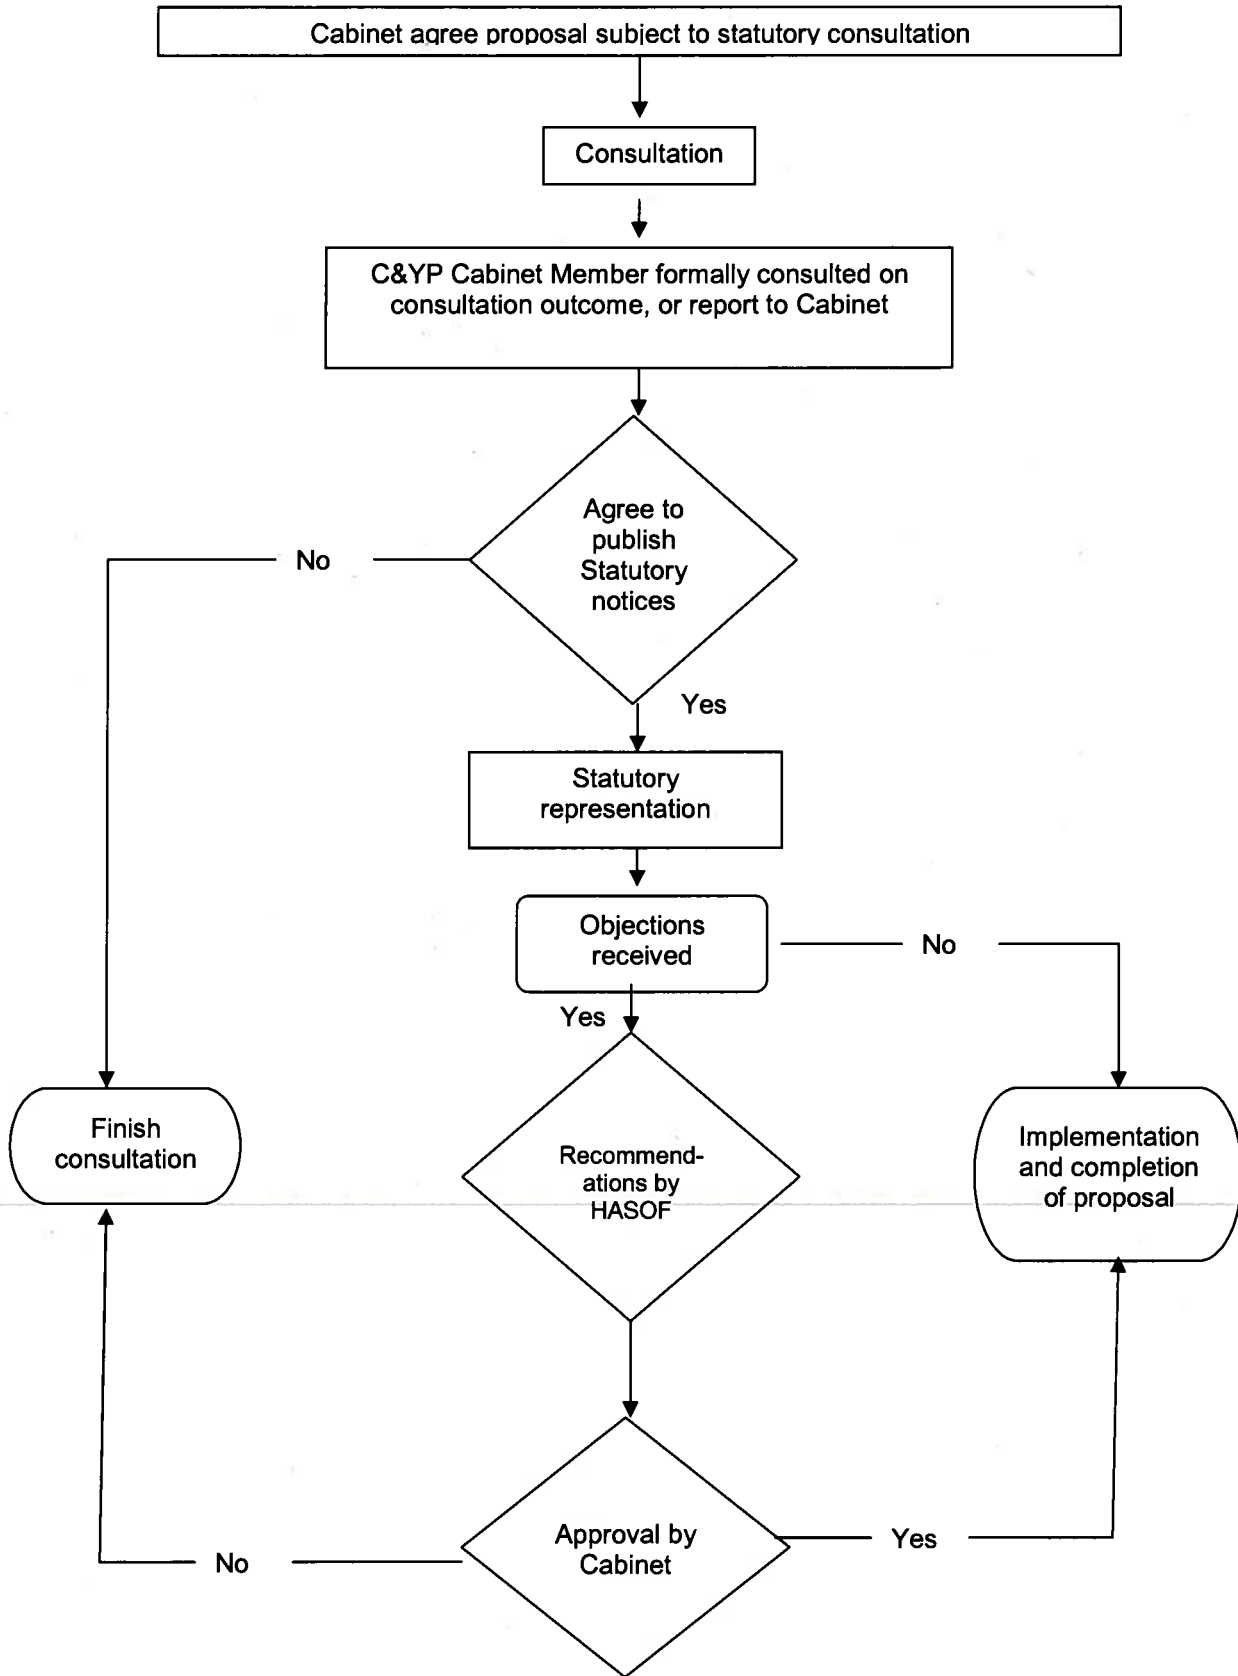 Cabinet agree proposal subject to statutory consultation
Consultation
C&YP Cabinet Member formally consulted on
consultation outcome, or report to Cabinet
Agree to
publish
Statutory
notices
No
Yes
Statutory
representation
Objections
received
No
Yes
Finish
consultation
Recommend-
ations by
HASOF
Implementation
and completion
of proposal
Approval by
Cabinet
Yes
No